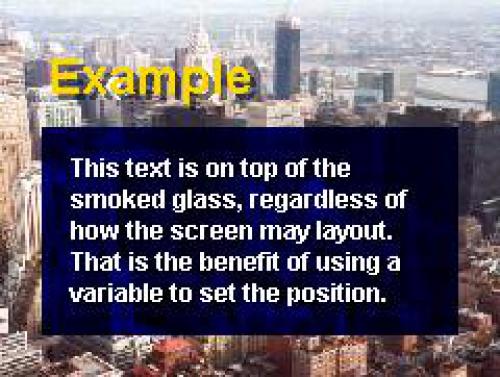 Example
This text is on top of the
smoked glass, regardless of
how the screen may layout.
That is the benefit of using a
variable to set the position.